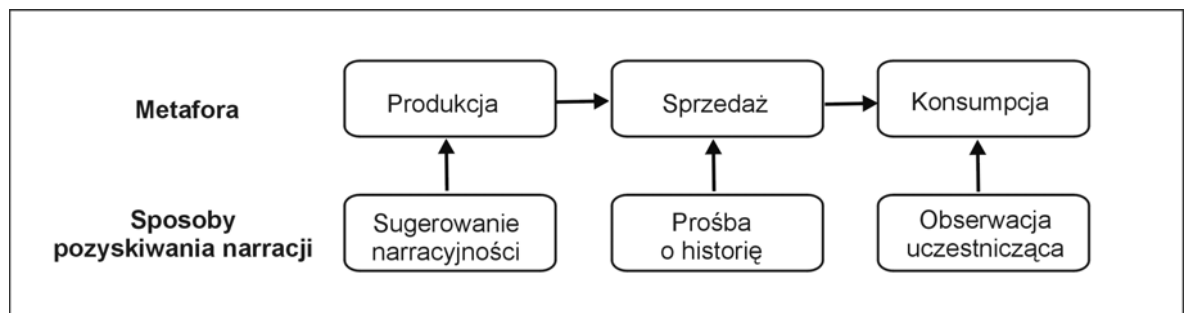 Metafora
Produkcja
Sprzedaż
Konsumpcja
Sposoby
pozyskiwania narracji
Sugerowanie
narracyjności
Prośba
o historię
Obserwacja
uczestnicząca